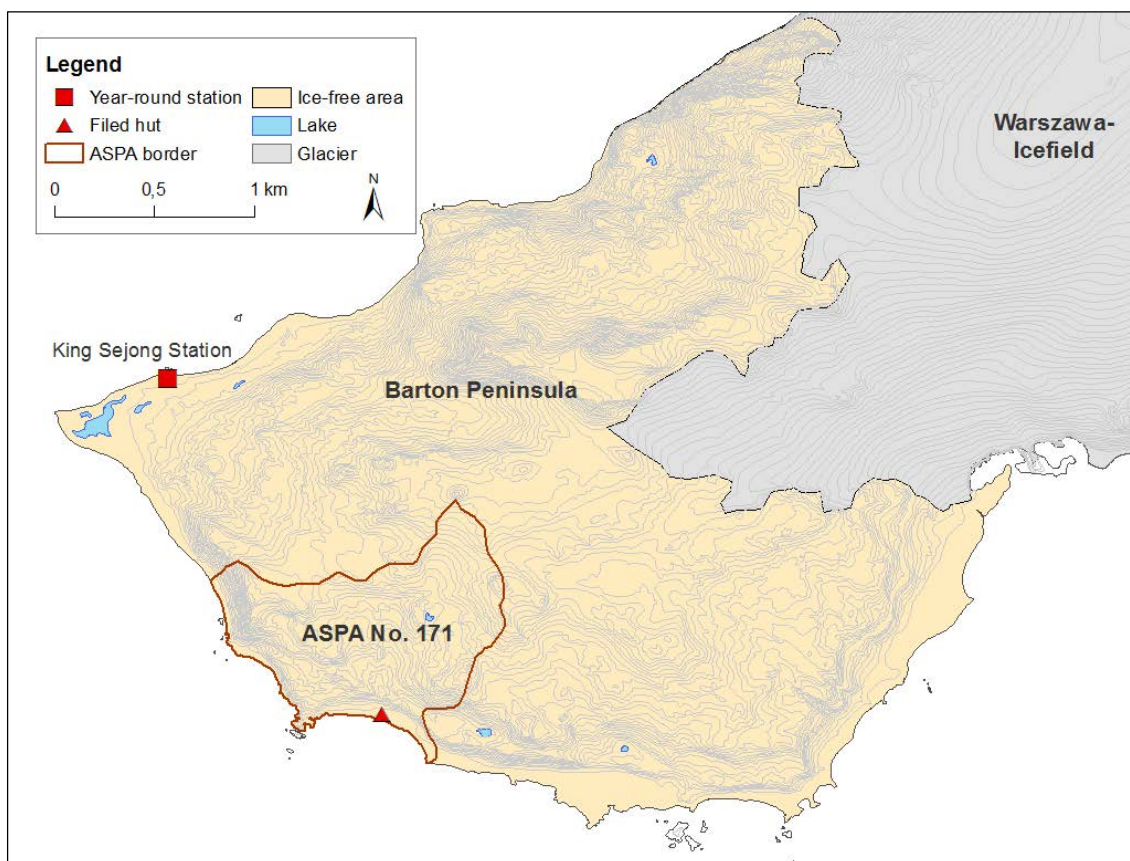 Legend
Year-round station
Ice-free area
Filed hut
Lake
ASPA border
Glacier
0 0,5 1 km
N
Warszawa-
Icefield
King Sejong Station
Barton Peninsula
ASPA No. 171